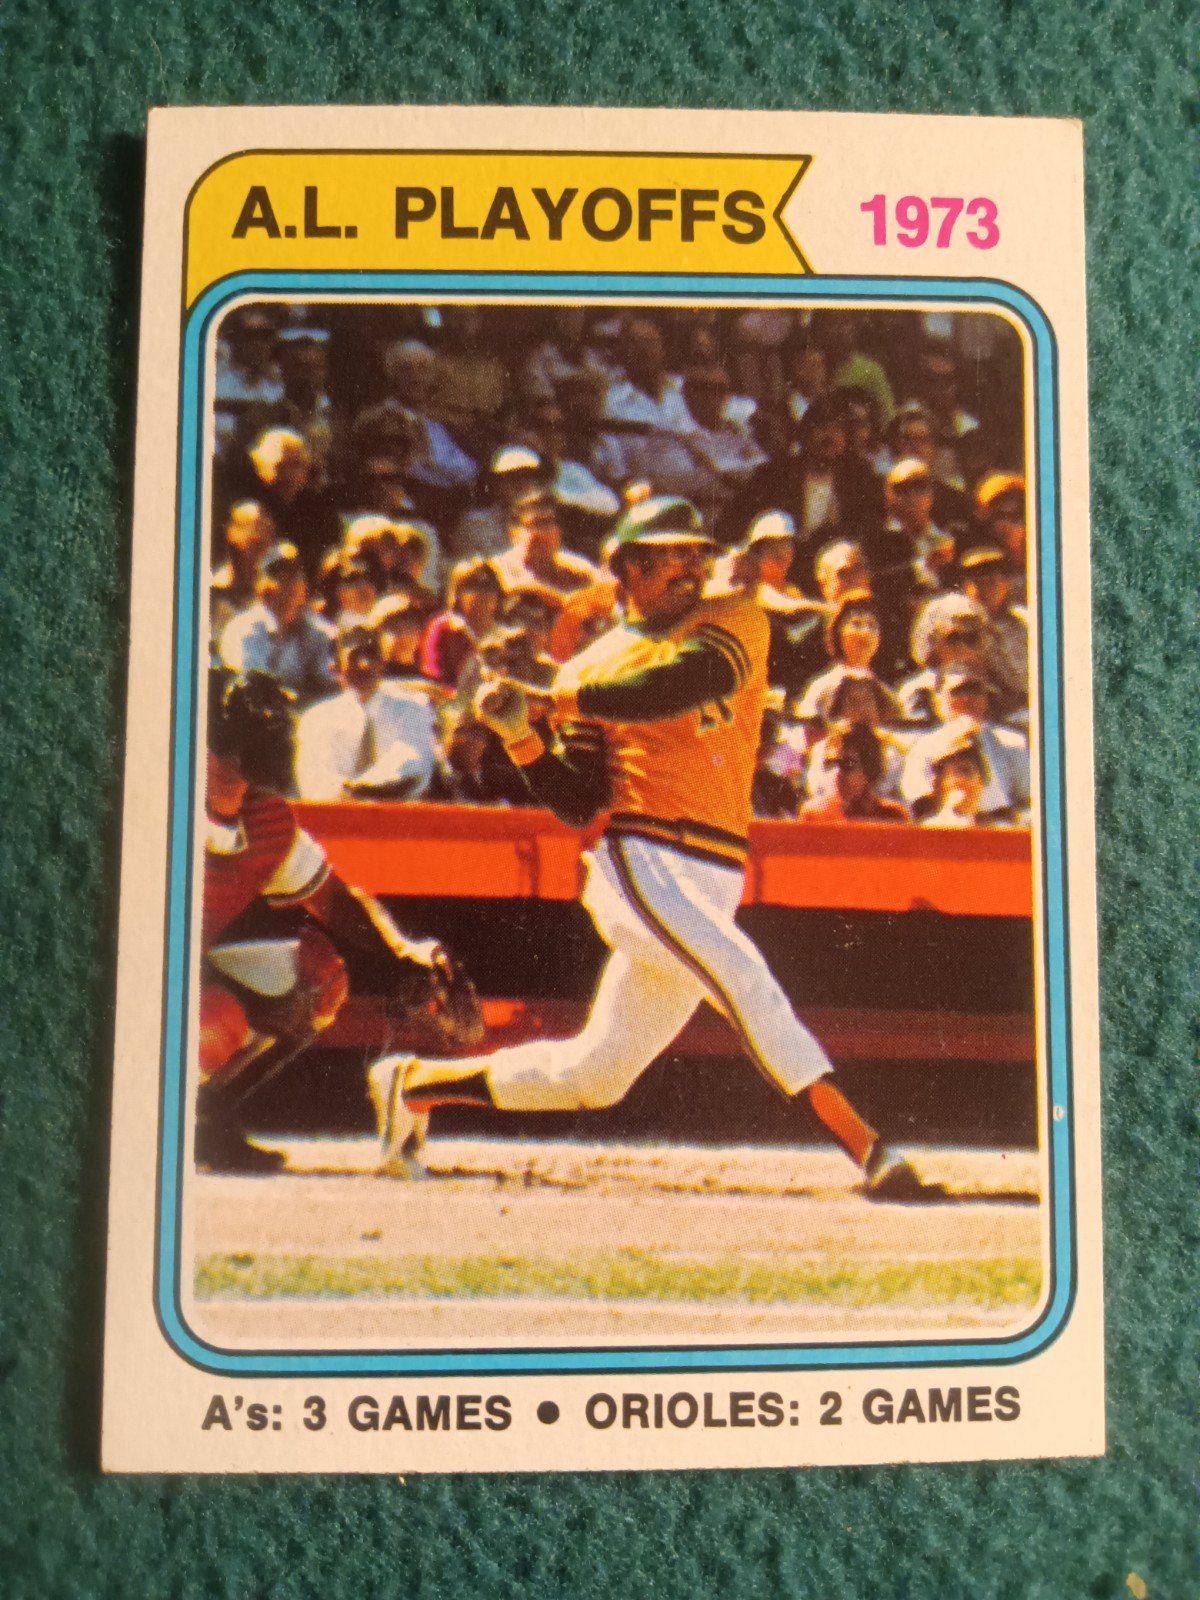 A.L. PLAYOFFS 1973
A's: 3 GAMES • ORIOLES: 2 GAMES